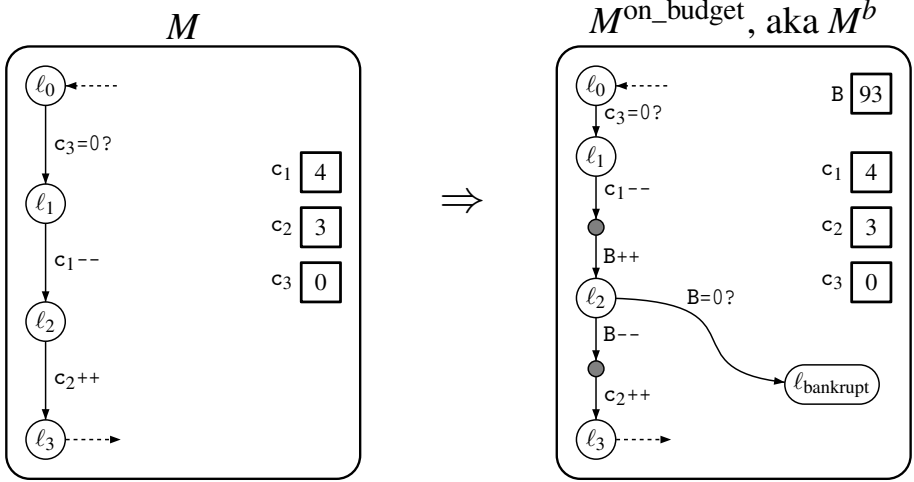 M
ℓ0
c3=0?
ℓ1
c1--
ℓ2
c2++
ℓ3
c1 4
c2 3
c3 0
⇒
M^on_budget, aka M^b
ℓ0
c3=0?
ℓ1
c1--
B++
ℓ2
B=0?
B--
c2++
ℓ3
ℓbankrupt
B 93
c1 4
c2 3
c3 0